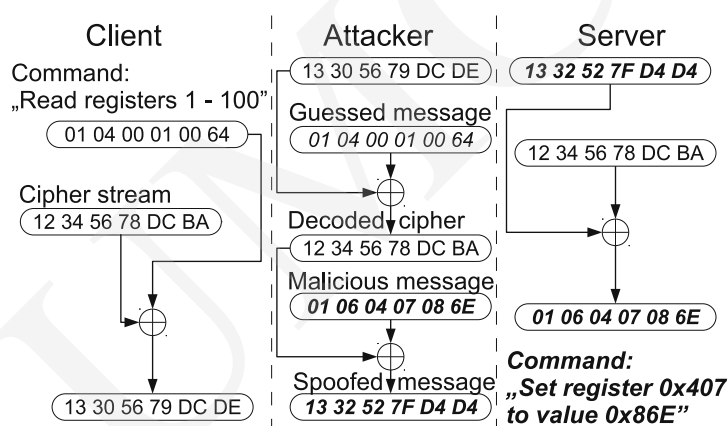 Client
Command:
„Read registers 1 - 100”
01 04 00 01 00 64
Cipher stream
12 34 56 78 DC BA
13 30 56 79 DC DE
Attacker
13 30 56 79 DC DE
Guessed message
01 04 00 01 00 64
Decoded cipher
12 34 56 78 DC BA
Malicious message
01 06 04 07 08 6E
Spoofed message
13 32 52 7F D4 D4
Server
13 32 52 7F D4 D4
12 34 56 78 DC BA
01 06 04 07 08 6E
Command:
„Set register 0x407
to value 0x86E”